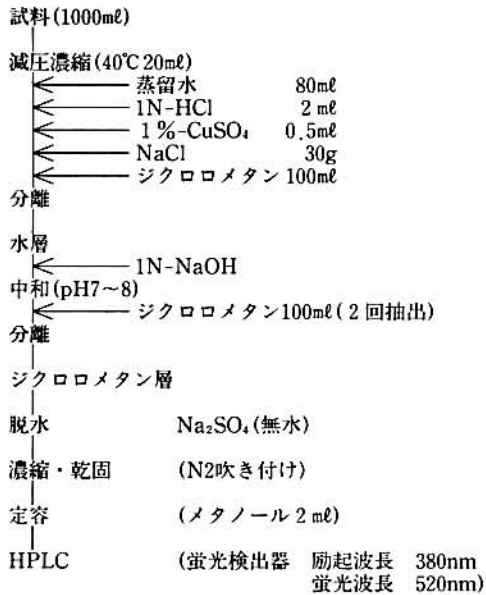 試料(1000mℓ)
減圧濃縮(40℃ 20mℓ)
蒸留水 80mℓ
1N-HCl 2mℓ
1%-CuSO₄ 0.5mℓ
NaCl 30g
ジクロロメタン 100mℓ
分離
水層
1N-NaOH
中和(pH7~8)
ジクロロメタン100mℓ(2回抽出)
分離
ジクロロメタン層
脱水 Na₂SO₄(無水)
濃縮・乾固 (N2吹き付け)
定容 (メタノール2mℓ)
HPLC (蛍光検出器 励起波長 380nm
蛍光波長 520nm)